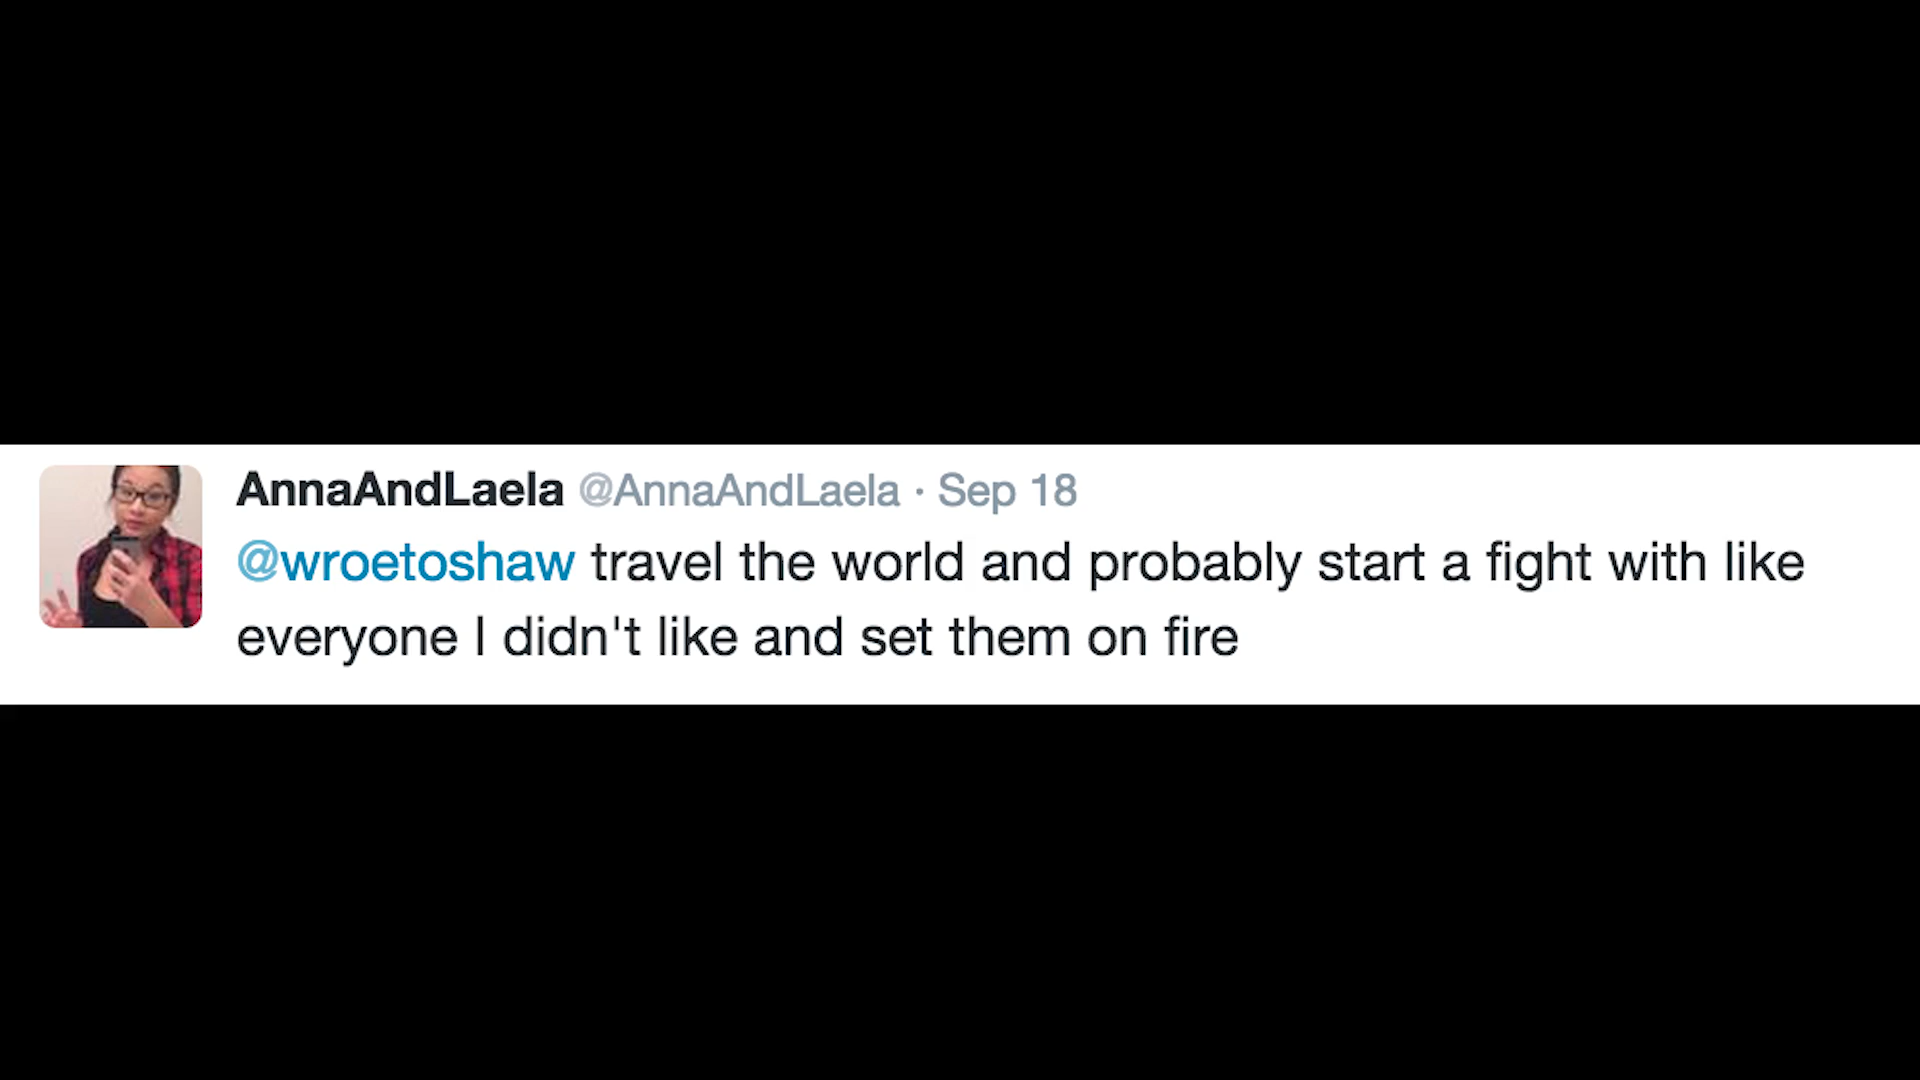 AnnaAndLaela @AnnaAndLaela · Sep 18
@wroetoshaw travel the world and probably start a fight with like
everyone I didn't like and set them on fire